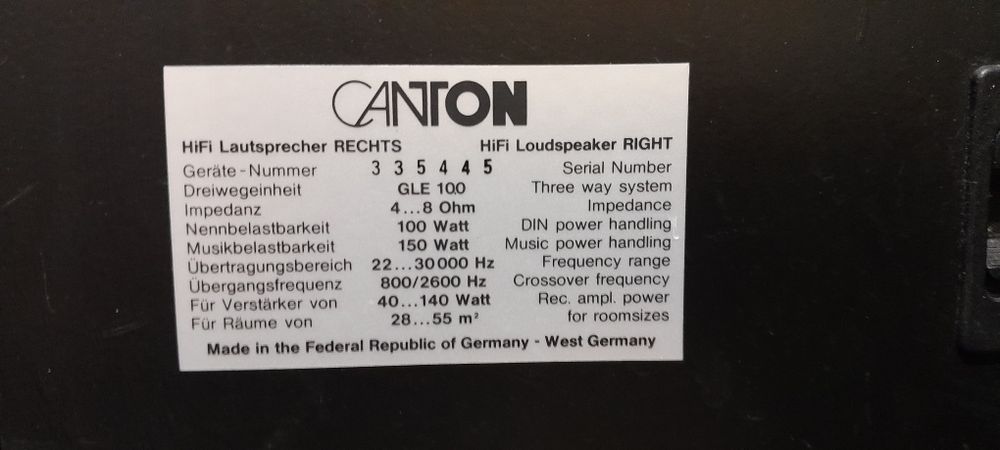 CANTON
HiFi Lautsprecher RECHTS HiFi Loudspeaker RIGHT
Geräte-Nummer 335445 Serial Number
Dreiwegeinheit GLE 100 Three way system
Impedanz 4...8 Ohm Impedance
Nennbelastbarkeit 100 Watt DIN power handling
Musikbelastbarkeit 150 Watt Music power handling
Übertragungsbereich 22...30000 Hz Frequency range
Übergangsfrequenz 800/2600 Hz Crossover frequency
Für Verstärker von 40...140 Watt Rec. ampl. power
Für Räume von 28...55 m² for roomsizes
Made in the Federal Republic of Germany - West Germany